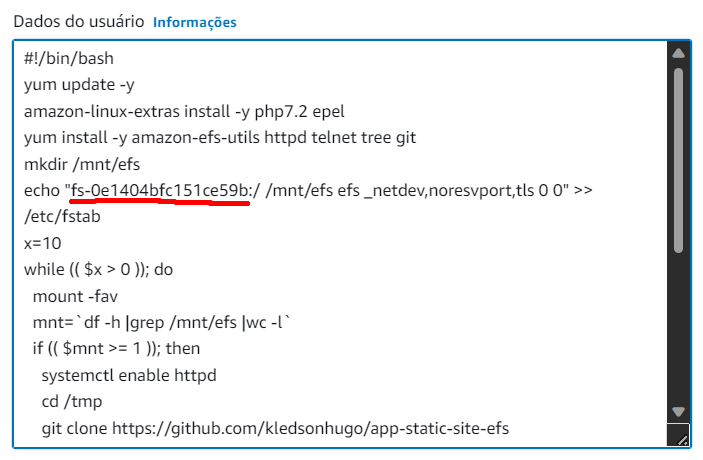 Dados do usuário Informações
#!/bin/bash
yum update -y
amazon-linux-extras install -y php7.2 epel
yum install -y amazon-efs-utils httpd telnet tree git
mkdir /mnt/efs
echo "fs-0e1404bfc151ce59b:/ /mnt/efs efs _netdev,noresvport,tls 0 0" >>
/etc/fstab
x=10
while (( $x > 0 )); do
  mount -fav
  mnt=`df -h |grep /mnt/efs |wc -l`
  if (( $mnt >= 1 )); then
    systemctl enable httpd
    cd /tmp
    git clone https://github.com/kledsonhugo/app-static-site-efs